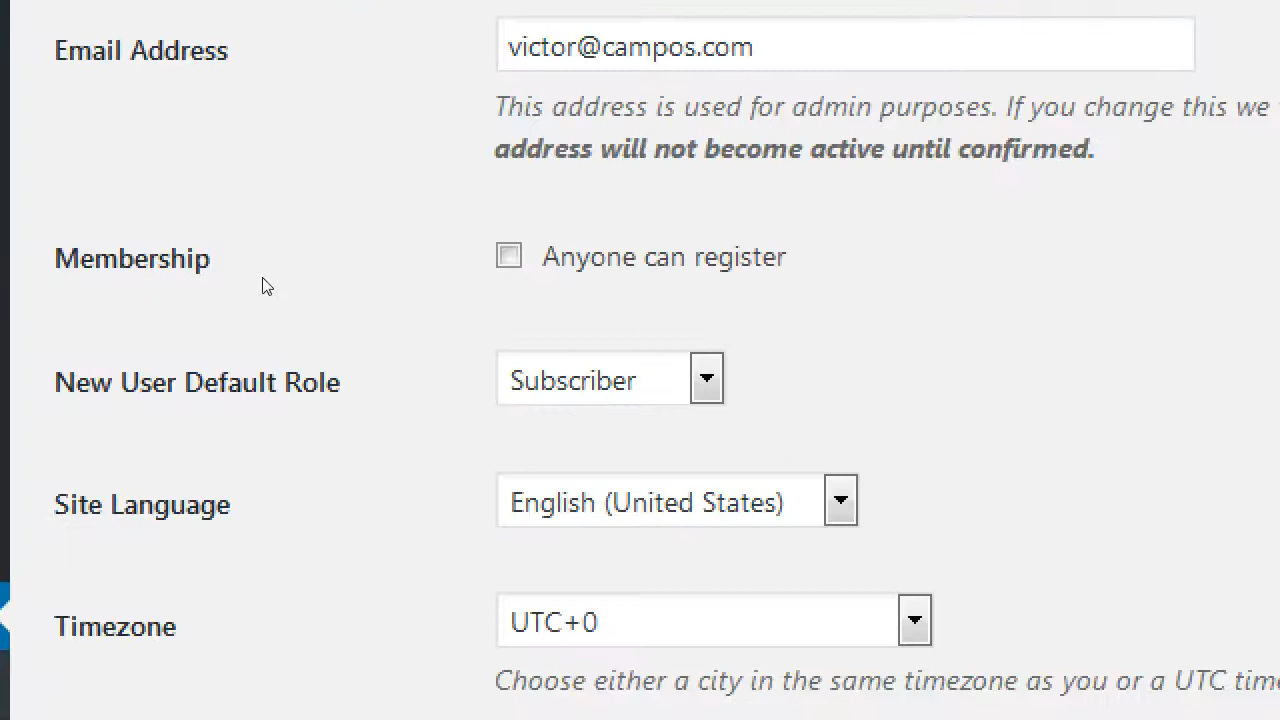 Email Address
victor@campos.com
This address is used for admin purposes. If you change this we
address will not become active until confirmed.
Membership
Anyone can register
New User Default Role
Subscriber
Site Language
English (United States)
Timezone
UTC+0
Choose either a city in the same timezone as you or a UTC